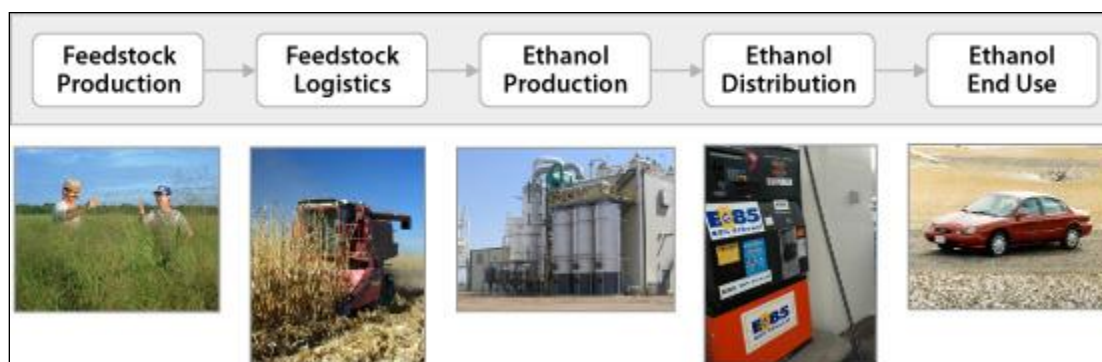 Feedstock
Production
Feedstock
Logistics
Ethanol
Production
Ethanol
Distribution
Ethanol
End Use
E85
E85